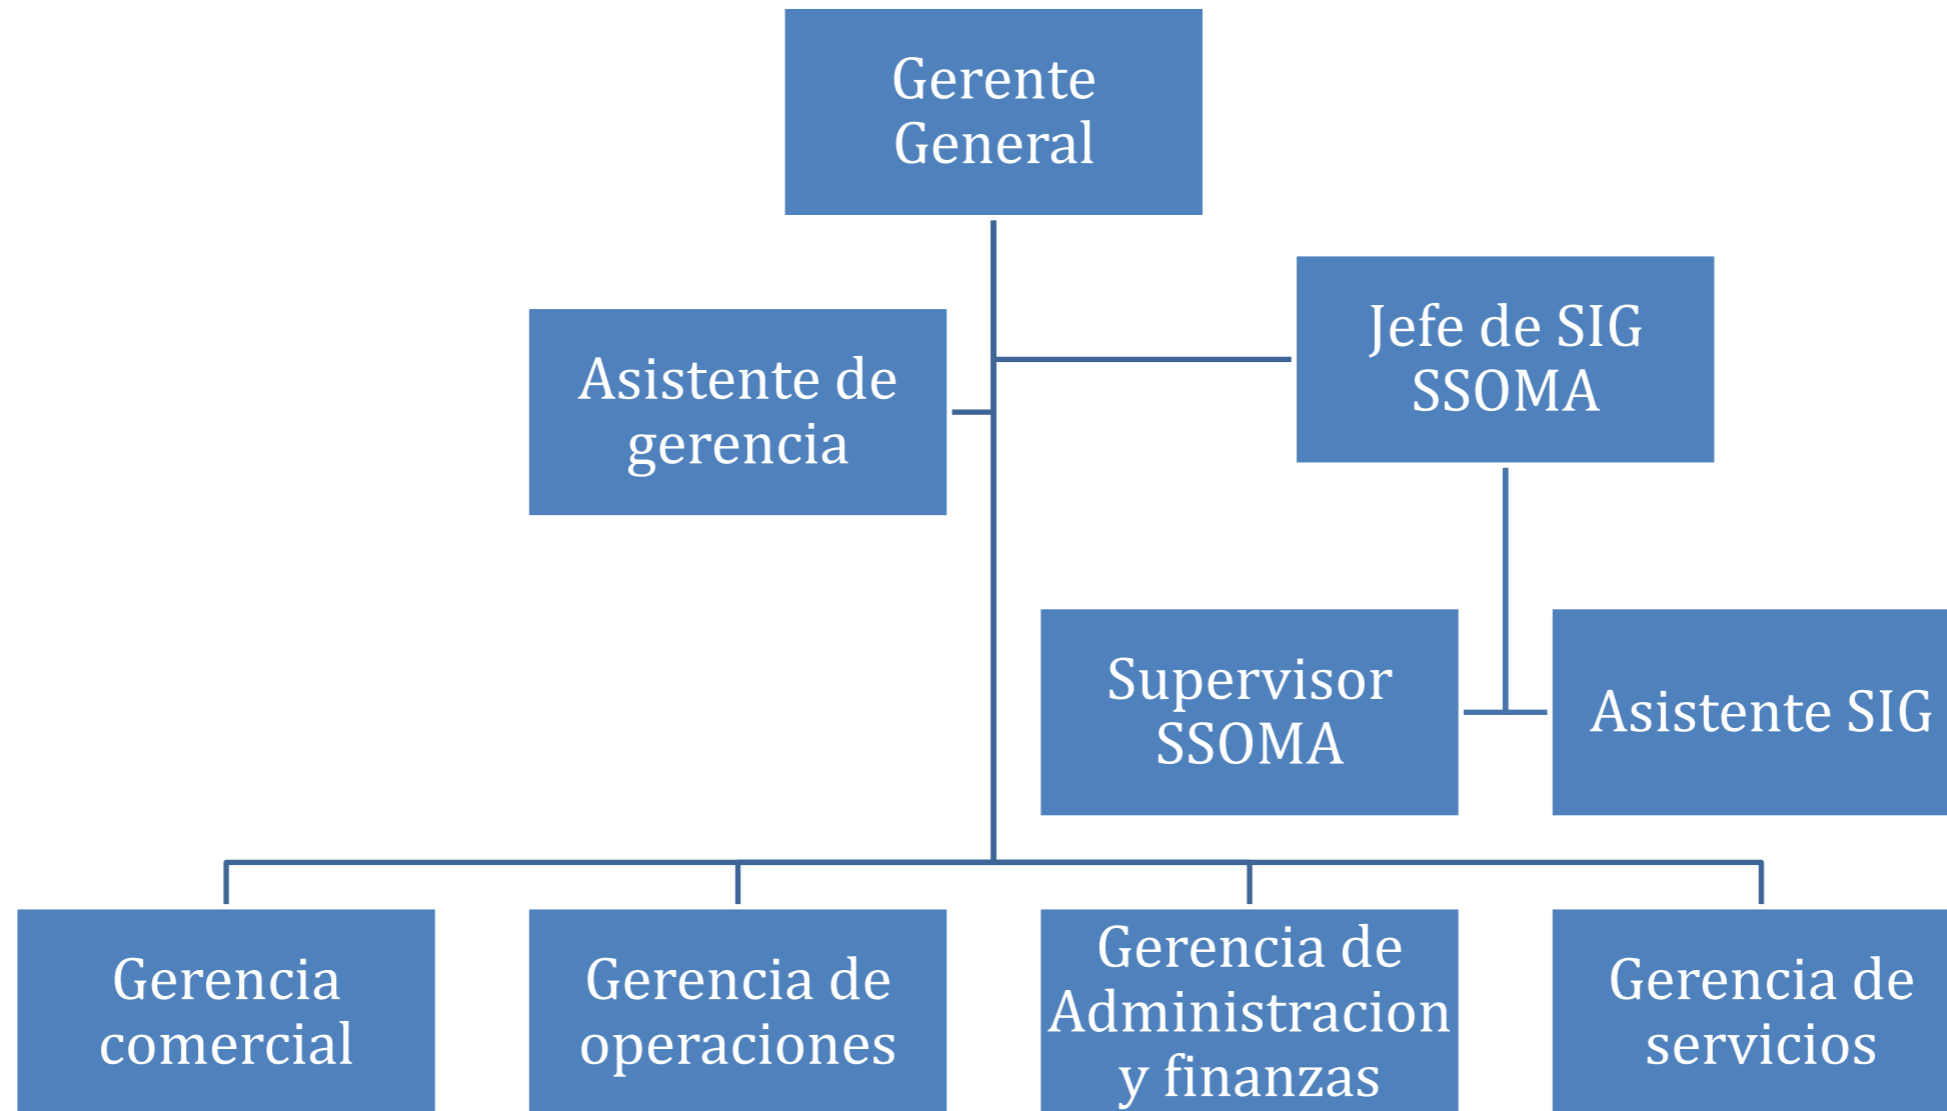 Gerente
General
Asistente de
gerencia
Jefe de SIG
SSOMA
Supervisor
SSOMA
Asistente SIG
Gerencia
comercial
Gerencia de
operaciones
Gerencia de
Administracion
y finanzas
Gerencia de
servicios